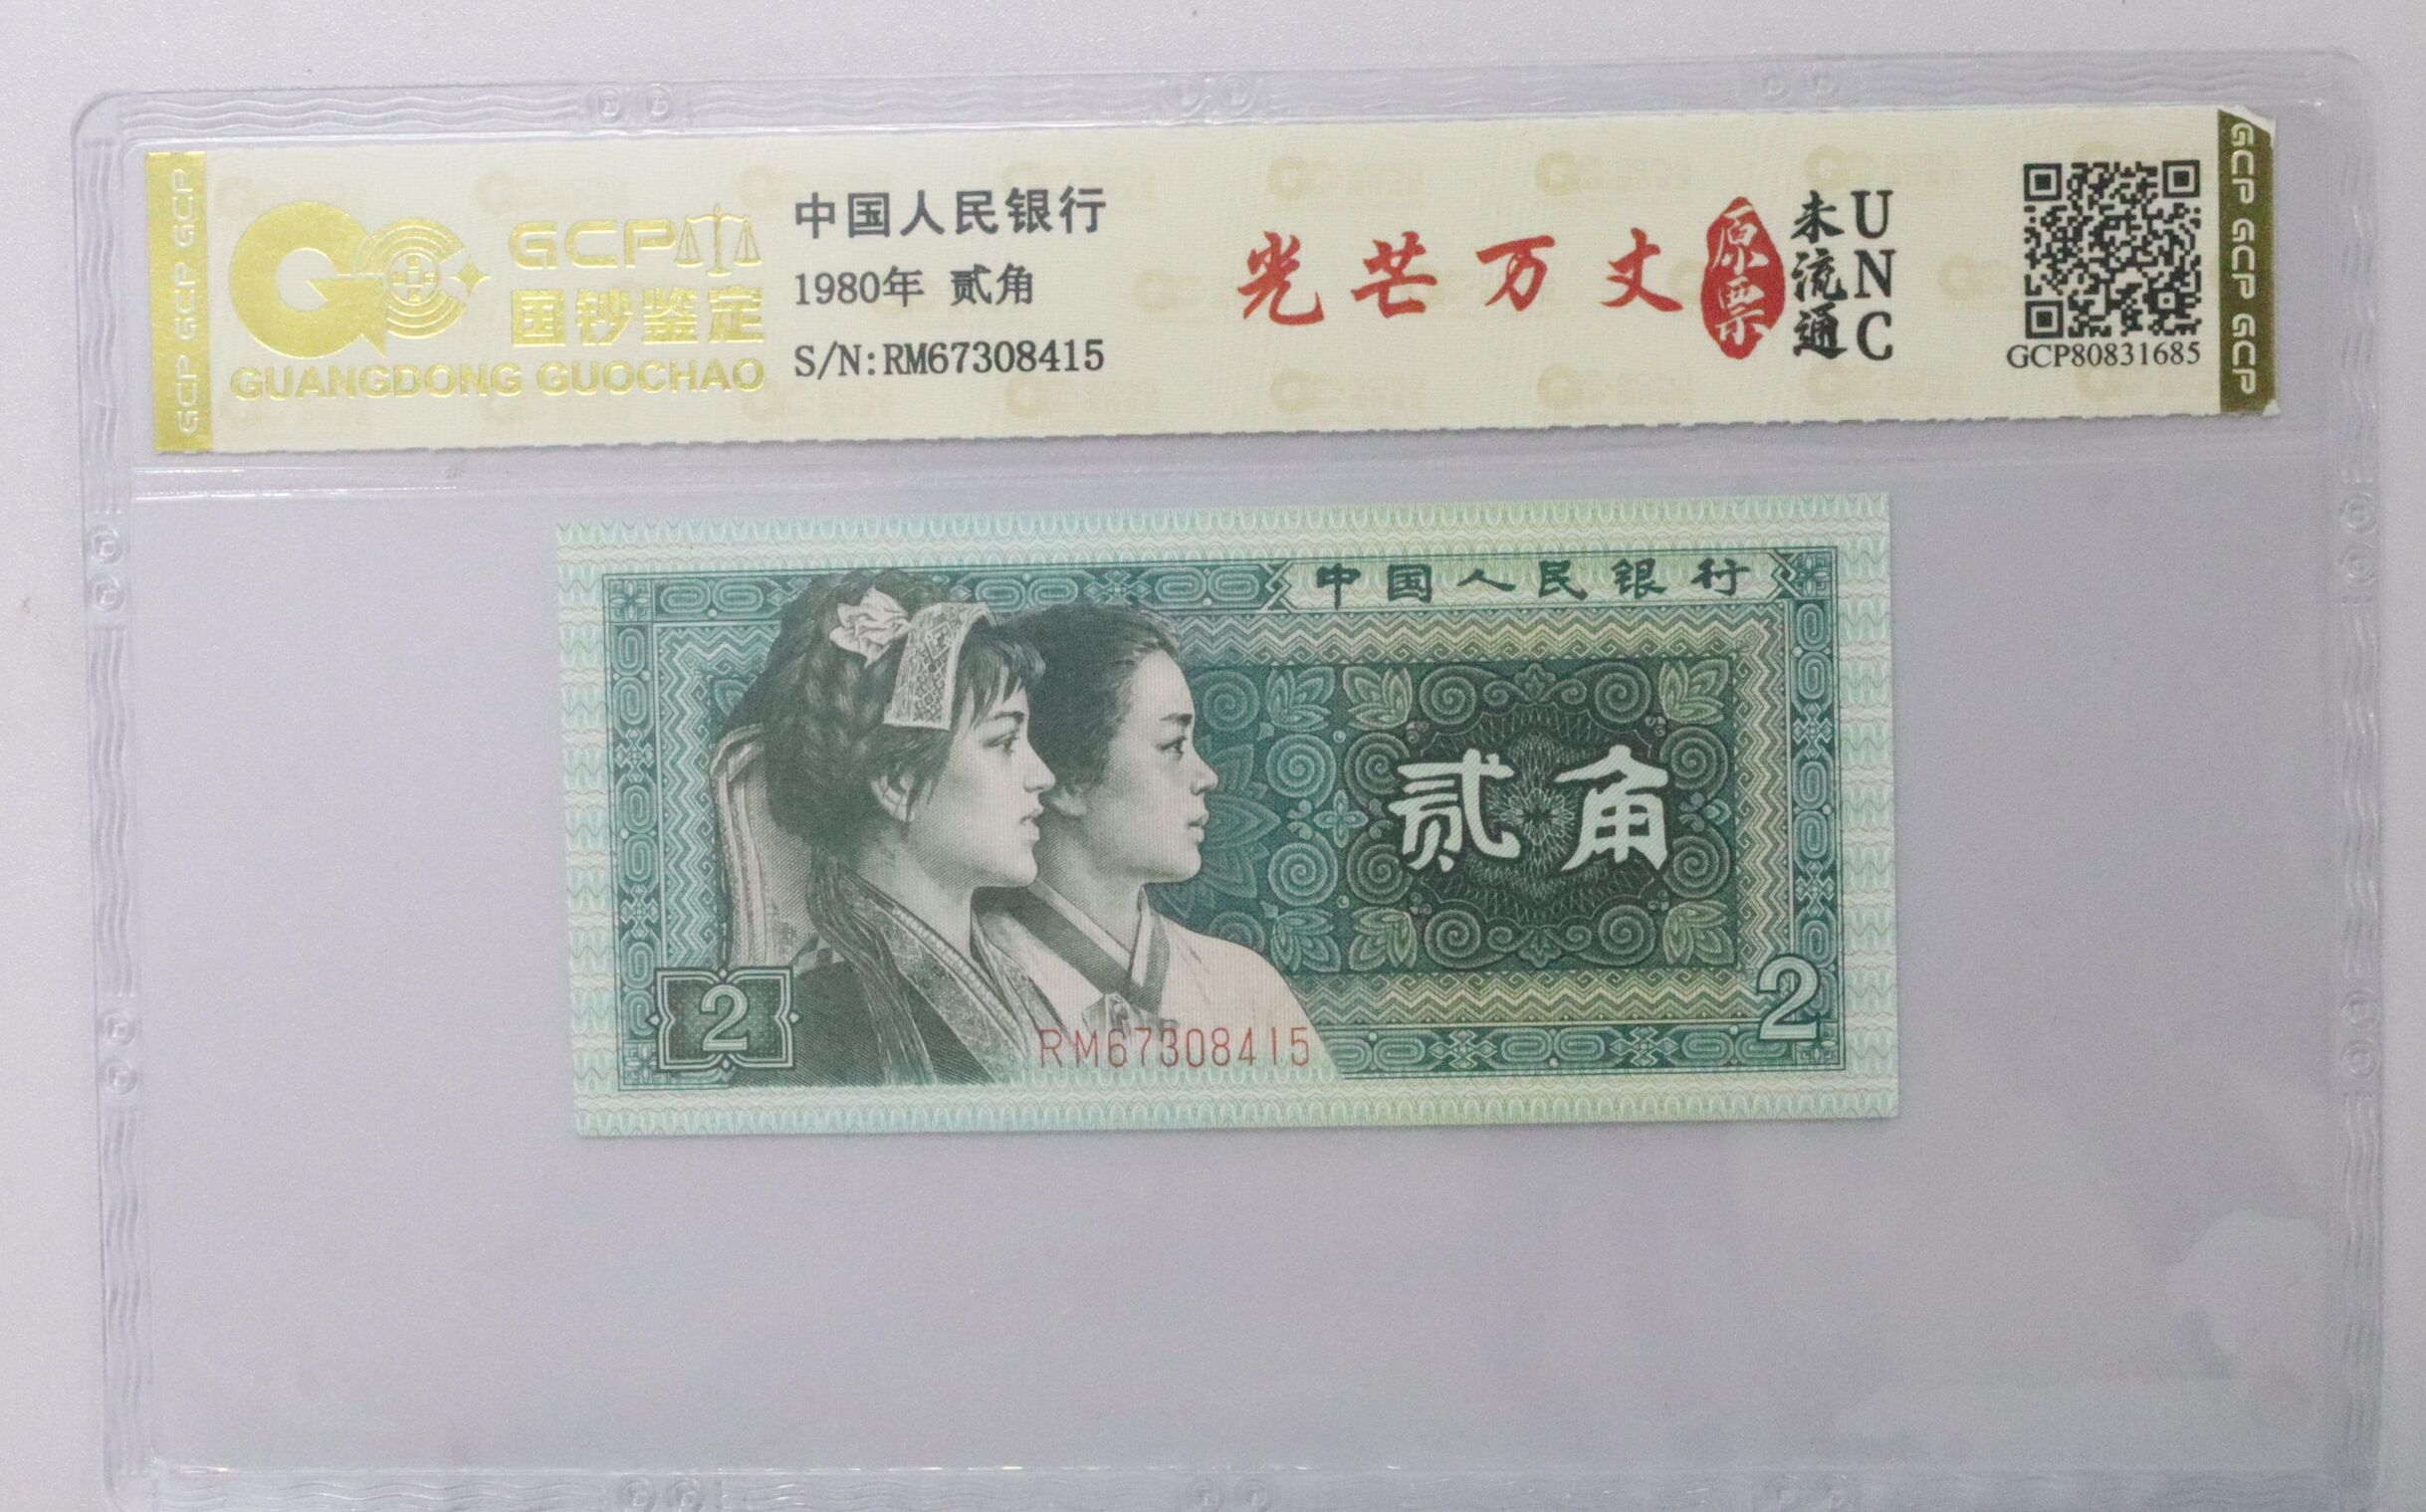 GCP GCP GCP
GCP
国钞鉴定
GUANGDONG GUOCHAO
中国人民银行
1980年 贰角
S/N:RM67308415
光芒万丈
原票
未流通
UNC
GCP80831685
GCP GCP GCP
中国人民银行
贰角
2
2
RM67308415